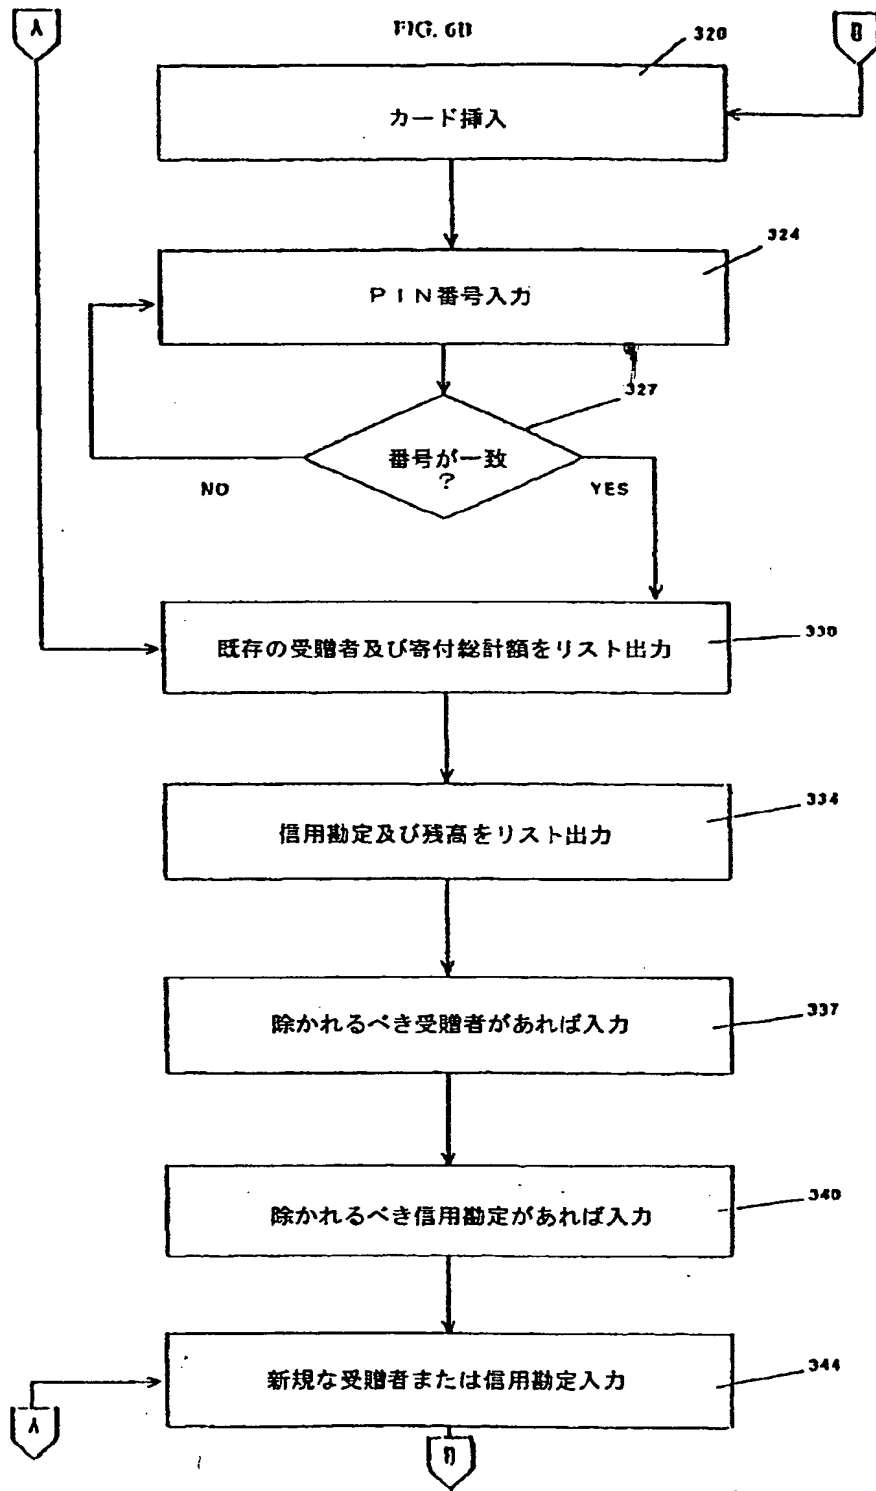 A
FIG. 6B
B
320
カード挿入
324
PIN番号入力
327
番号が一致
?
NO
YES
330
既存の受贈者及び寄付総計額をリスト出力
334
信用勘定及び残高をリスト出力
337
除かれるべき受贈者があれば入力
340
除かれるべき信用勘定があれば入力
344
新規な受贈者または信用勘定入力
A
B